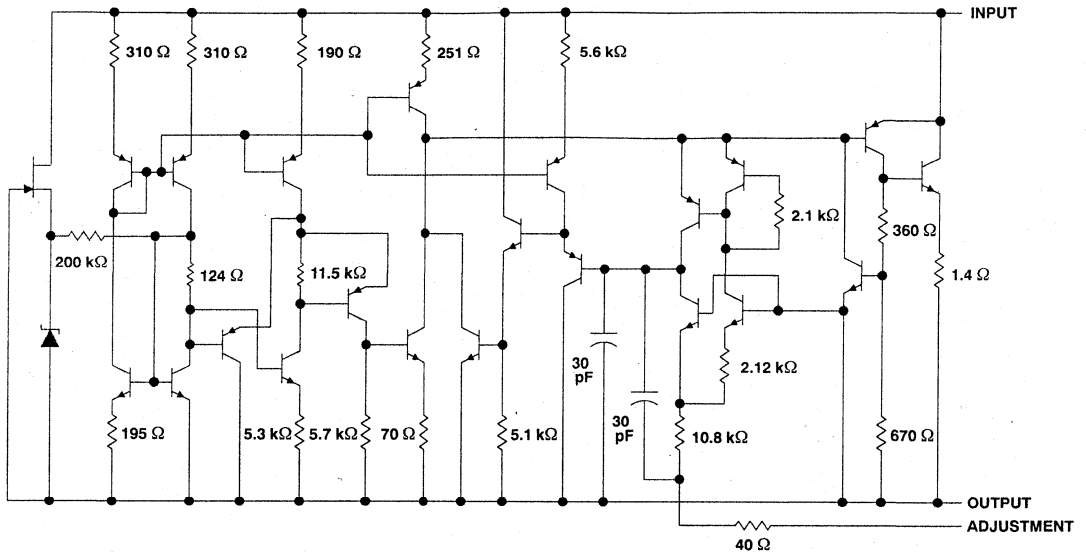 INPUT
310 Ω
310 Ω
190 Ω
251 Ω
5.6 kΩ
2.1 kΩ
360 Ω
200 kΩ
124 Ω
11.5 kΩ
1.4 Ω
30
pF
2.12 kΩ
30
pF
195 Ω
5.3 kΩ
5.7 kΩ
70 Ω
5.1 kΩ
10.8 kΩ
670 Ω
OUTPUT
ADJUSTMENT
40 Ω